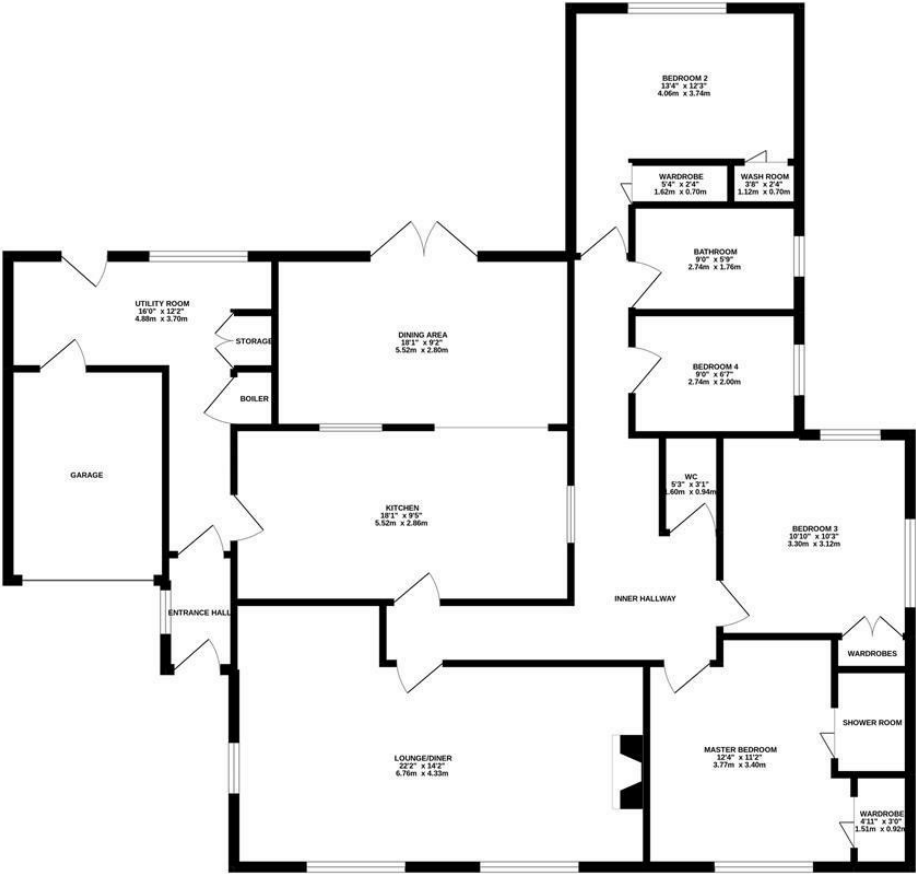 BEDROOM 2
13'4" x 12'3"
4.06m x 3.74m
WARDROBE
5'4" x 2'4"
1.62m x 0.70m
WASH ROOM
3'8" x 2'4"
1.12m x 0.70m
BATHROOM
9'0" x 5'9"
2.74m x 1.76m
UTILITY ROOM
16'0" x 12'2"
4.88m x 3.70m
STORAGE
DINING AREA
18'1" x 9'2"
5.52m x 2.80m
BEDROOM 4
9'0" x 6'7"
2.74m x 2.00m
BOILER
GARAGE
KITCHEN
18'1" x 9'5"
5.52m x 2.86m
WC
5'3" x 3'1"
1.60m x 0.94m
BEDROOM 3
10'10" x 10'3"
3.30m x 3.12m
ENTRANCE HALL
INNER HALLWAY
WARDROBES
SHOWER ROOM
LOUNGE/DINER
22'2" x 14'2"
6.76m x 4.33m
MASTER BEDROOM
12'4" x 11'2"
3.77m x 3.40m
WARDROBE
4'11" x 3'0"
1.51m x 0.92m